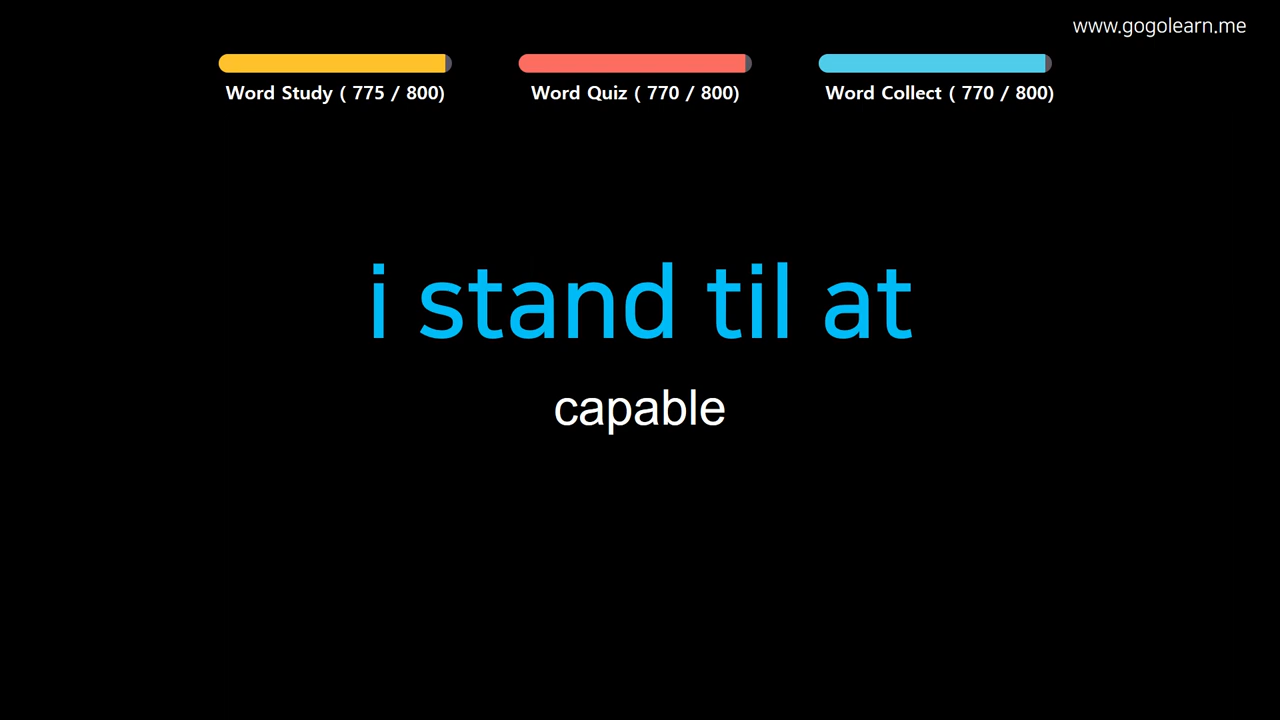 www.gogolearn.me
Word Study ( 775 / 800)
Word Quiz ( 770 / 800)
Word Collect ( 770 / 800)
i stand til at
capable